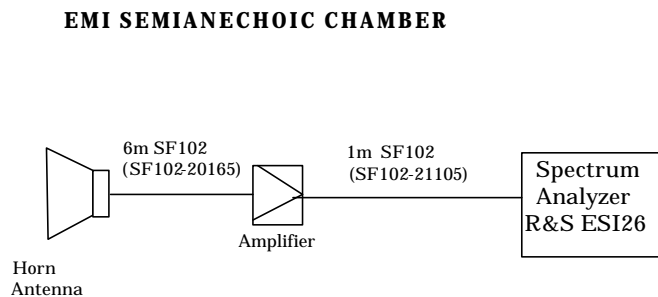 EMI SEMIANECHOIC CHAMBER
6m SF102
(SF102-20165)
1m SF102
(SF102-21105)
Spectrum
Analyzer
R&S ESI26
Amplifier
Horn
Antenna